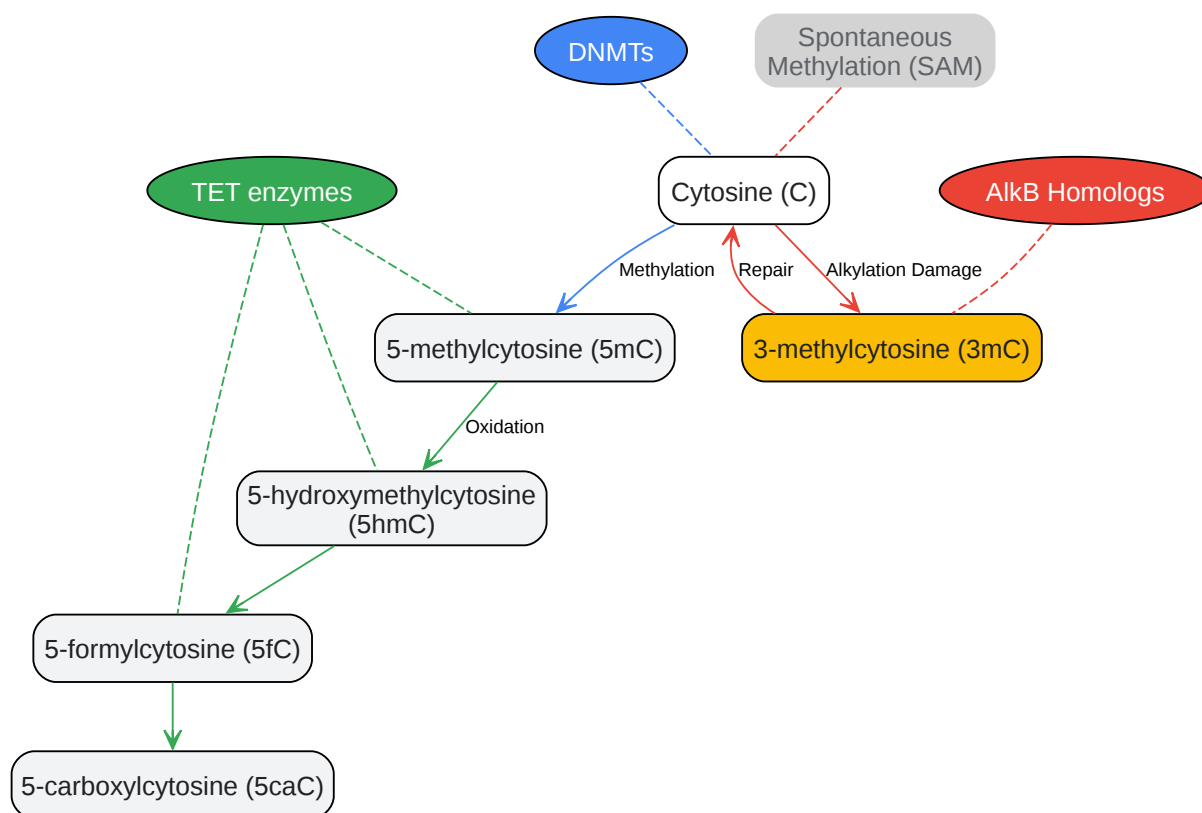 DNMTs
Spontaneous
Methylation (SAM)
TET enzymes
Cytosine (C)
AlkB Homologs
Methylation
Repair
Alkylation Damage
5-methylcytosine (5mC)
3-methylcytosine (3mC)
Oxidation
5-hydroxymethylcytosine
(5hmC)
5-formylcytosine (5fC)
5-carboxylcytosine (5caC)